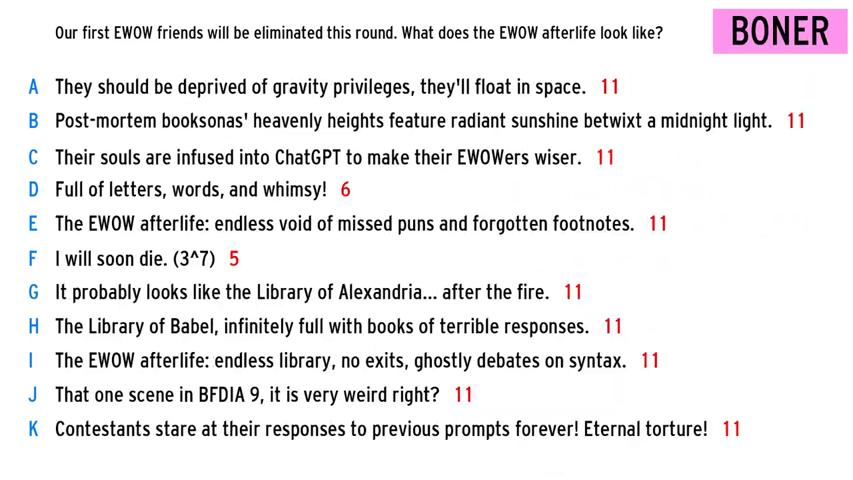 Our first EWOW friends will be eliminated this round. What does the EWOW afterlife look like?
BONER
A They should be deprived of gravity privileges, they'll float in space. 11
B Post-mortem booksonas' heavenly heights feature radiant sunshine betwixt a midnight light. 11
C Their souls are infused into ChatGPT to make their EWOWers wiser. 11
D Full of letters, words, and whimsy! 6
E The EWOW afterlife: endless void of missed puns and forgotten footnotes. 11
F I will soon die. (3^7) 5
G It probably looks like the Library of Alexandria... after the fire. 11
H The Library of Babel, infinitely full with books of terrible responses. 11
I The EWOW afterlife: endless library, no exits, ghostly debates on syntax. 11
J That one scene in BFDIA 9, it is very weird right? 11
K Contestants stare at their responses to previous prompts forever! Eternal torture! 11